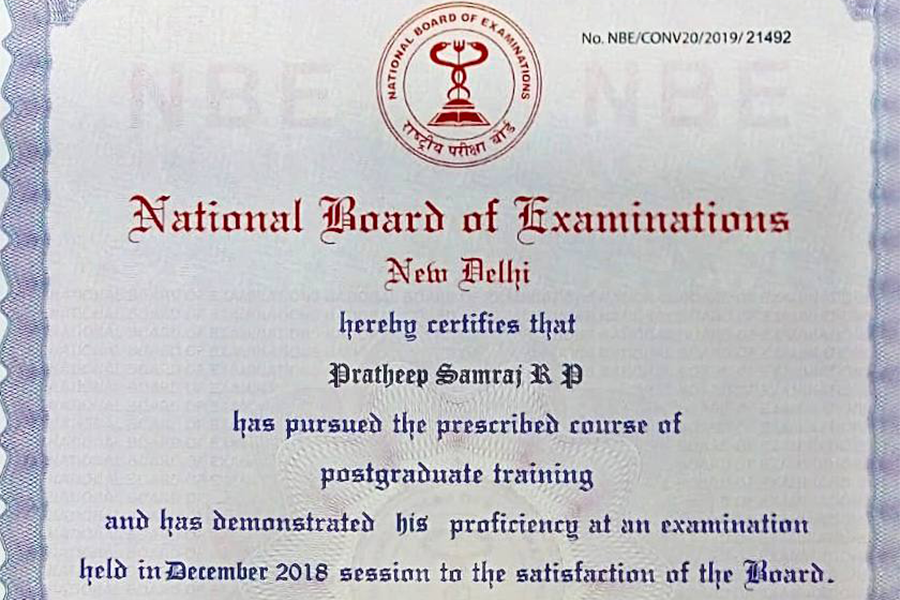 No. NBE/CONV20/2019/21492
NATIONAL BOARD OF EXAMINATIONS
राष्ट्रीय परीक्षा बोर्ड
NBE NBE
National Board of Examinations
New Delhi
hereby certifies that
Pratheep Samraj R P
has pursued the prescribed course of
postgraduate training
and has demonstrated his proficiency at an examination
held in December 2018 session to the satisfaction of the Board.